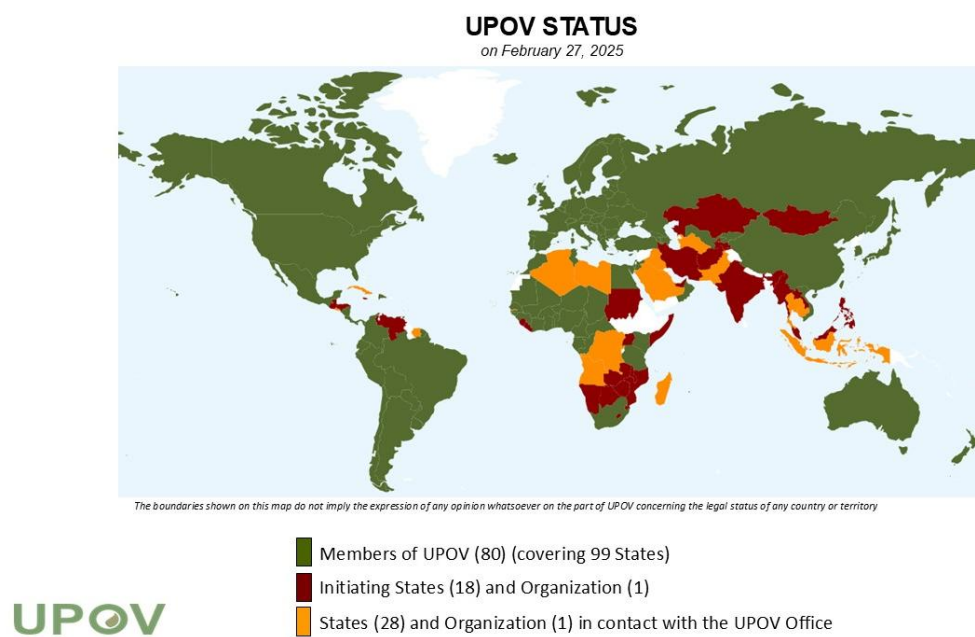 UPOV STATUS
on February 27, 2025
The boundaries shown on this map do not imply the expression of any opinion whatsoever on the part of UPOV concerning the legal status of any country or territory
Members of UPOV (80) (covering 99 States)
Initiating States (18) and Organization (1)
States (28) and Organization (1) in contact with the UPOV Office
UPOV